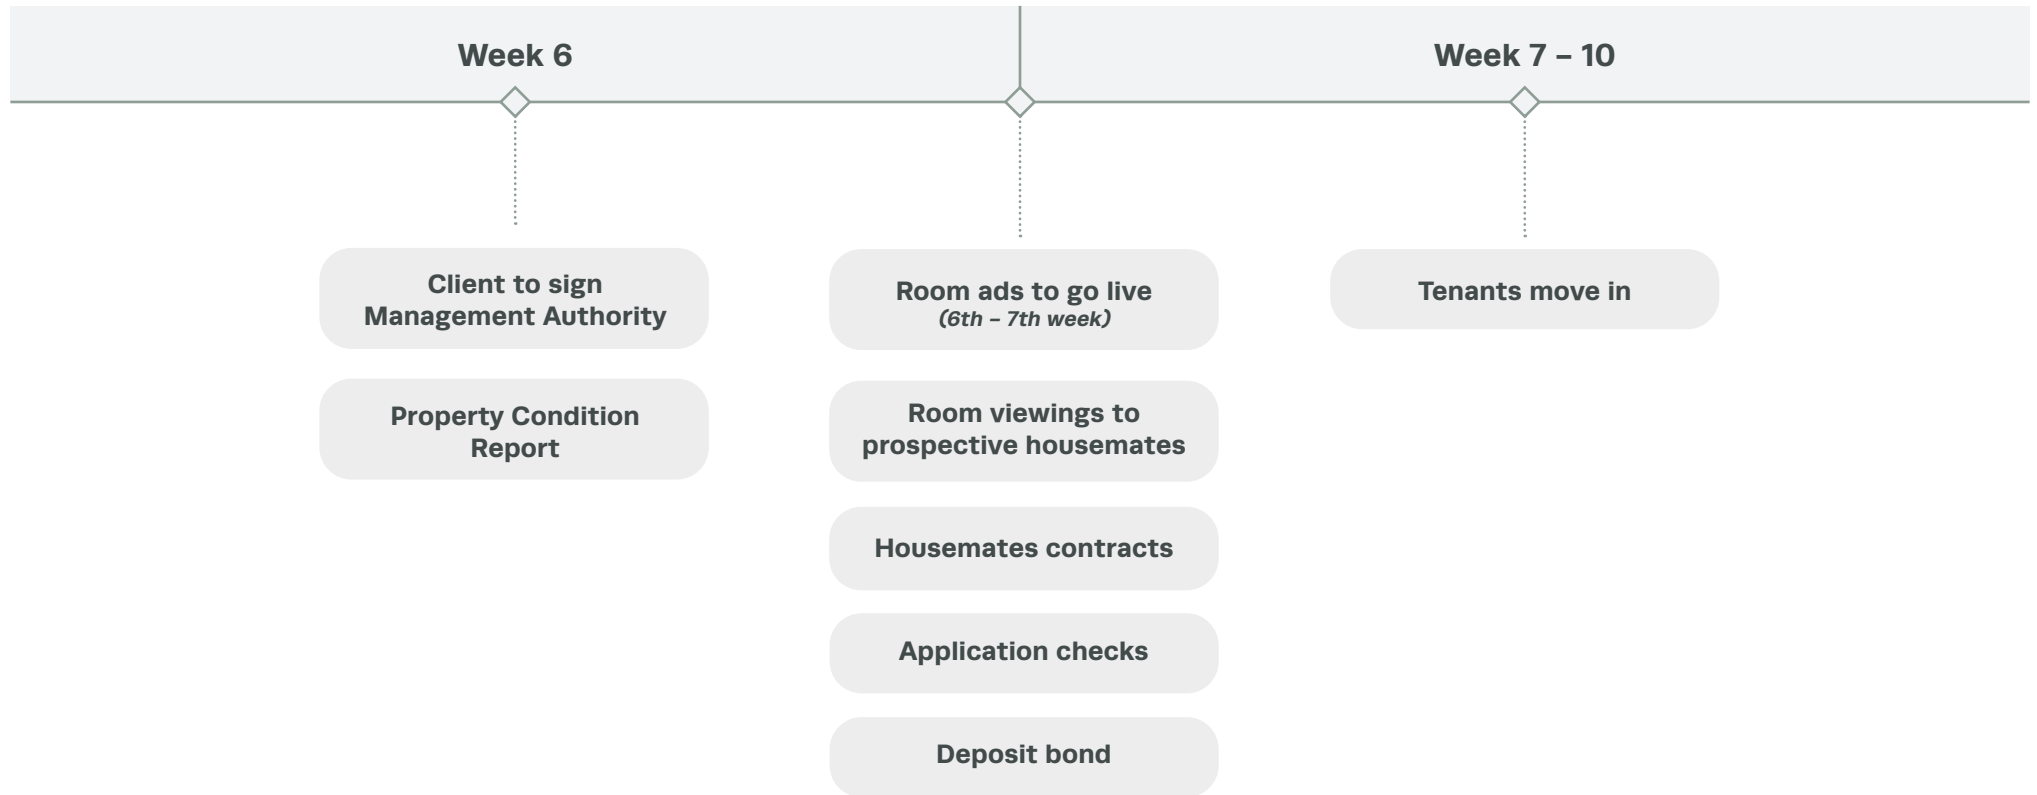 Week 6
Week 7 – 10
Client to sign
Management Authority
Property Condition
Report
Room ads to go live
(6th – 7th week)
Room viewings to
prospective housemates
Housemates contracts
Application checks
Deposit bond
Tenants move in